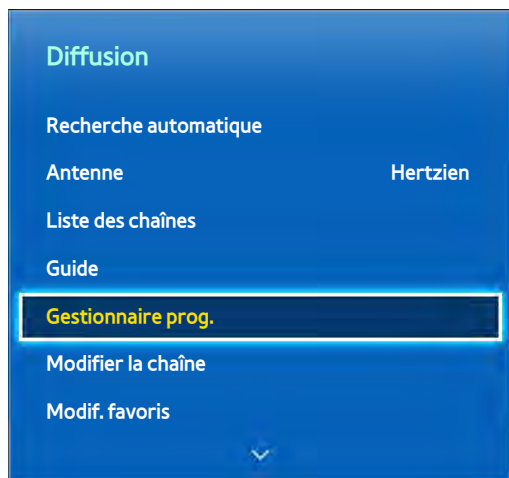 Diffusion
Recherche automatique
Antenne Hertzien
Liste des chaînes
Guide
Gestionnaire prog.
Modifier la chaîne
Modif. favoris